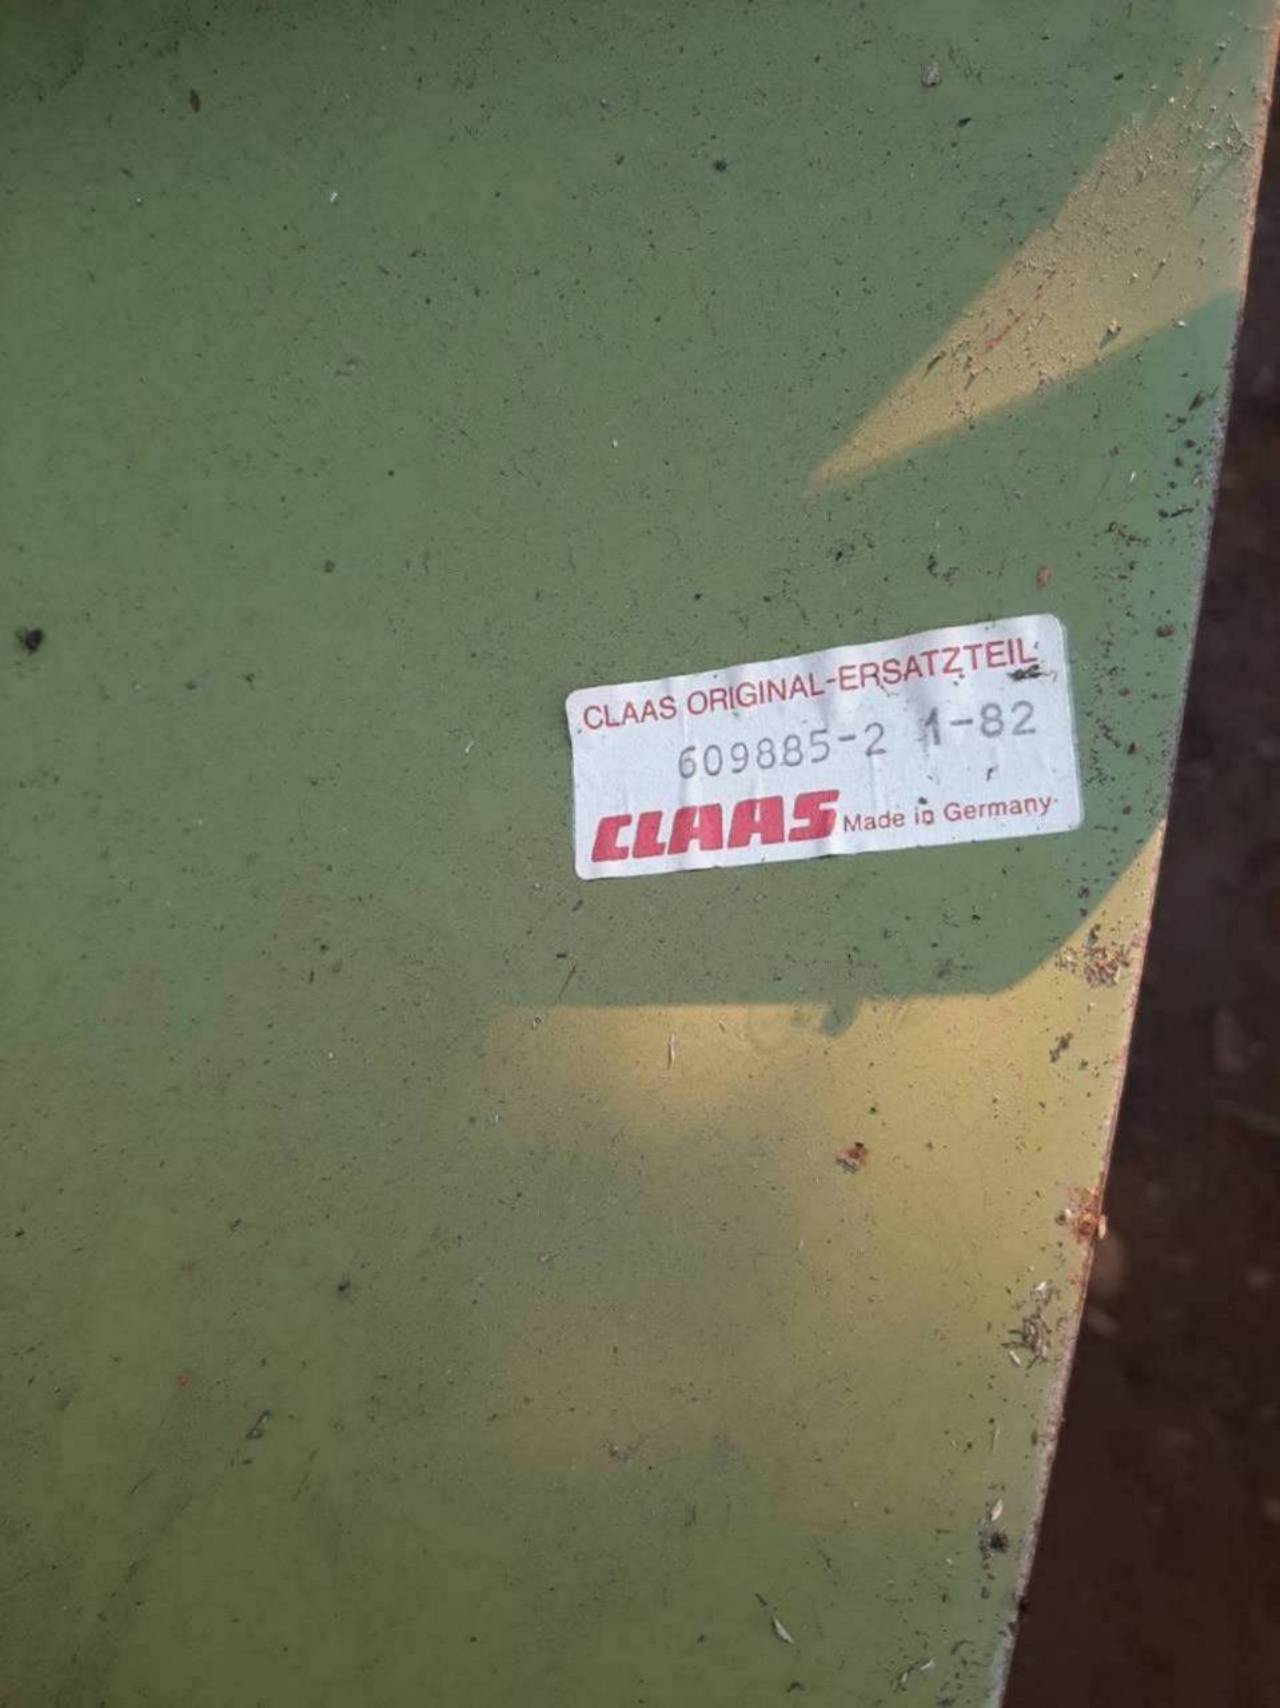 CLAAS ORIGINAL-ERSATZTEIL
609885-2 1-82
CLAAS Made in Germany